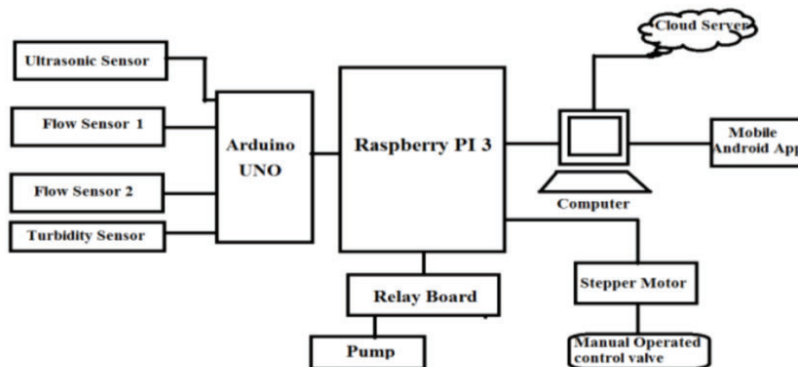 Cloud Server
Ultrasonic Sensor
Flow Sensor 1
Arduino
UNO
Raspberry PI 3
Mobile
Android App
Flow Sensor 2
Computer
Turbidity Sensor
Stepper Motor
Relay Board
Manual Operated
control valve
Pump